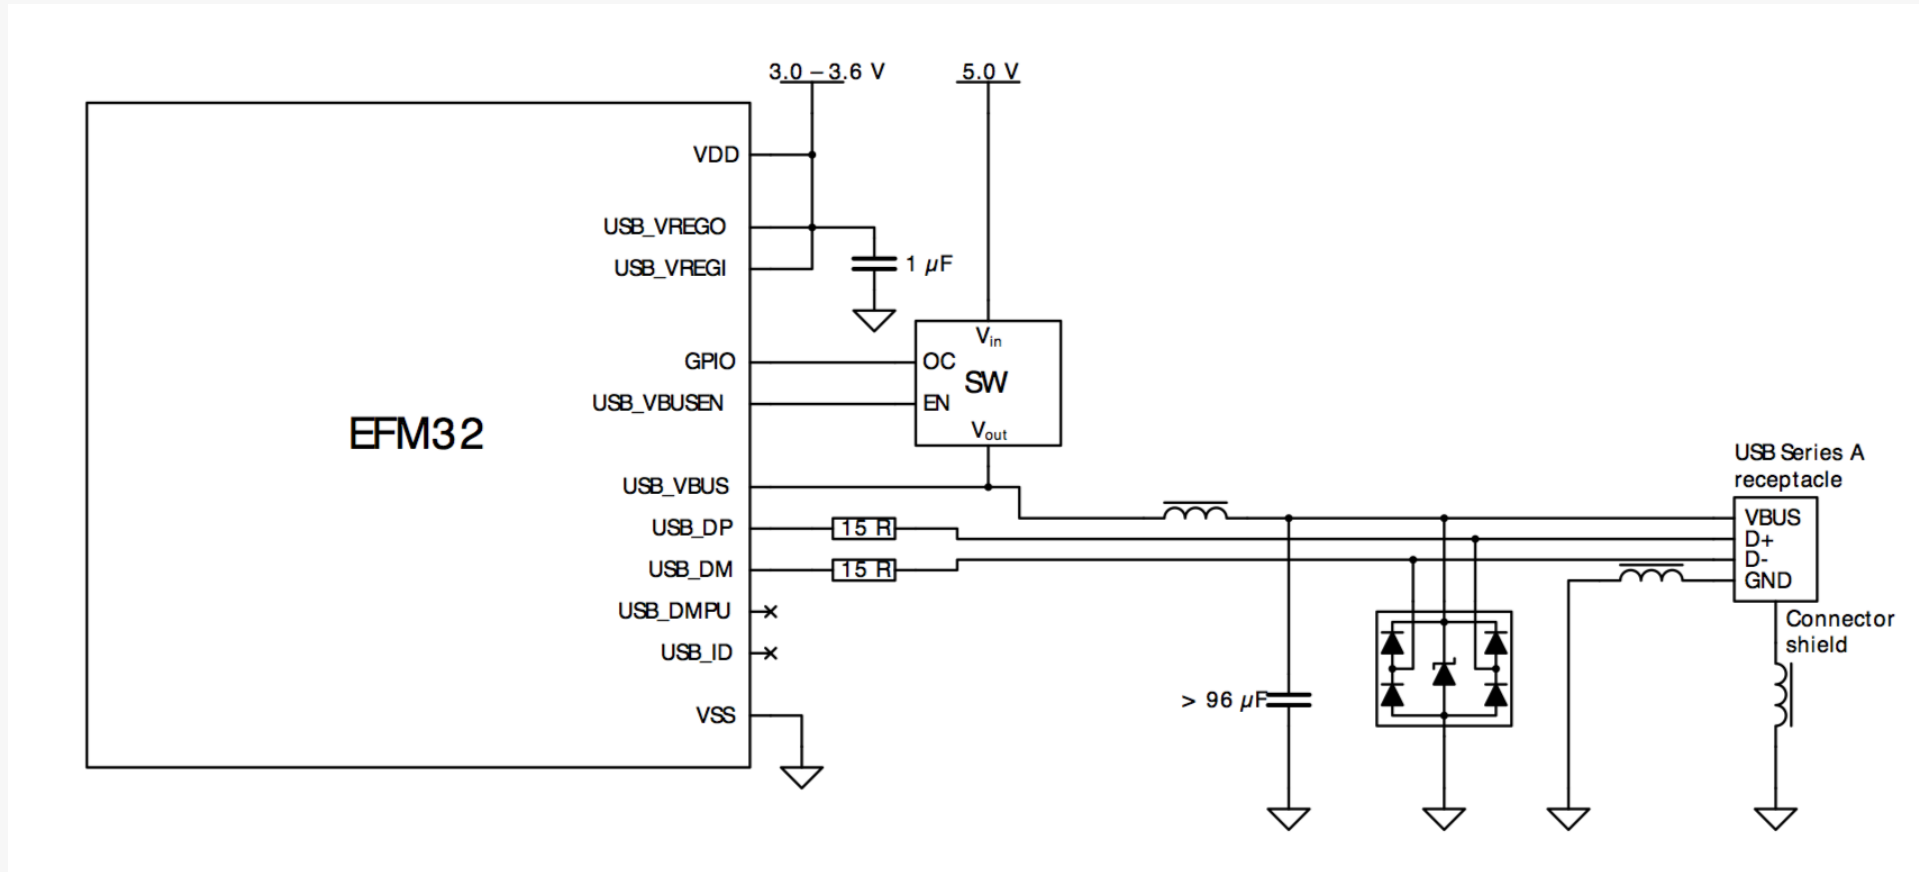 3.0 – 3.6 V
5.0 V
VDD
USB_VREGO
USB_VREGI
1 µF
Vin
GPIO
OC
SW
USB_VBUSEN
EN
EFM32
Vout
USB Series A
receptacle
USB_VBUS
VBUS
USB_DP
15 R
D+
D-
USB_DM
15 R
GND
USB_DMPU
Connector
shield
USB_ID
> 96 µF
VSS